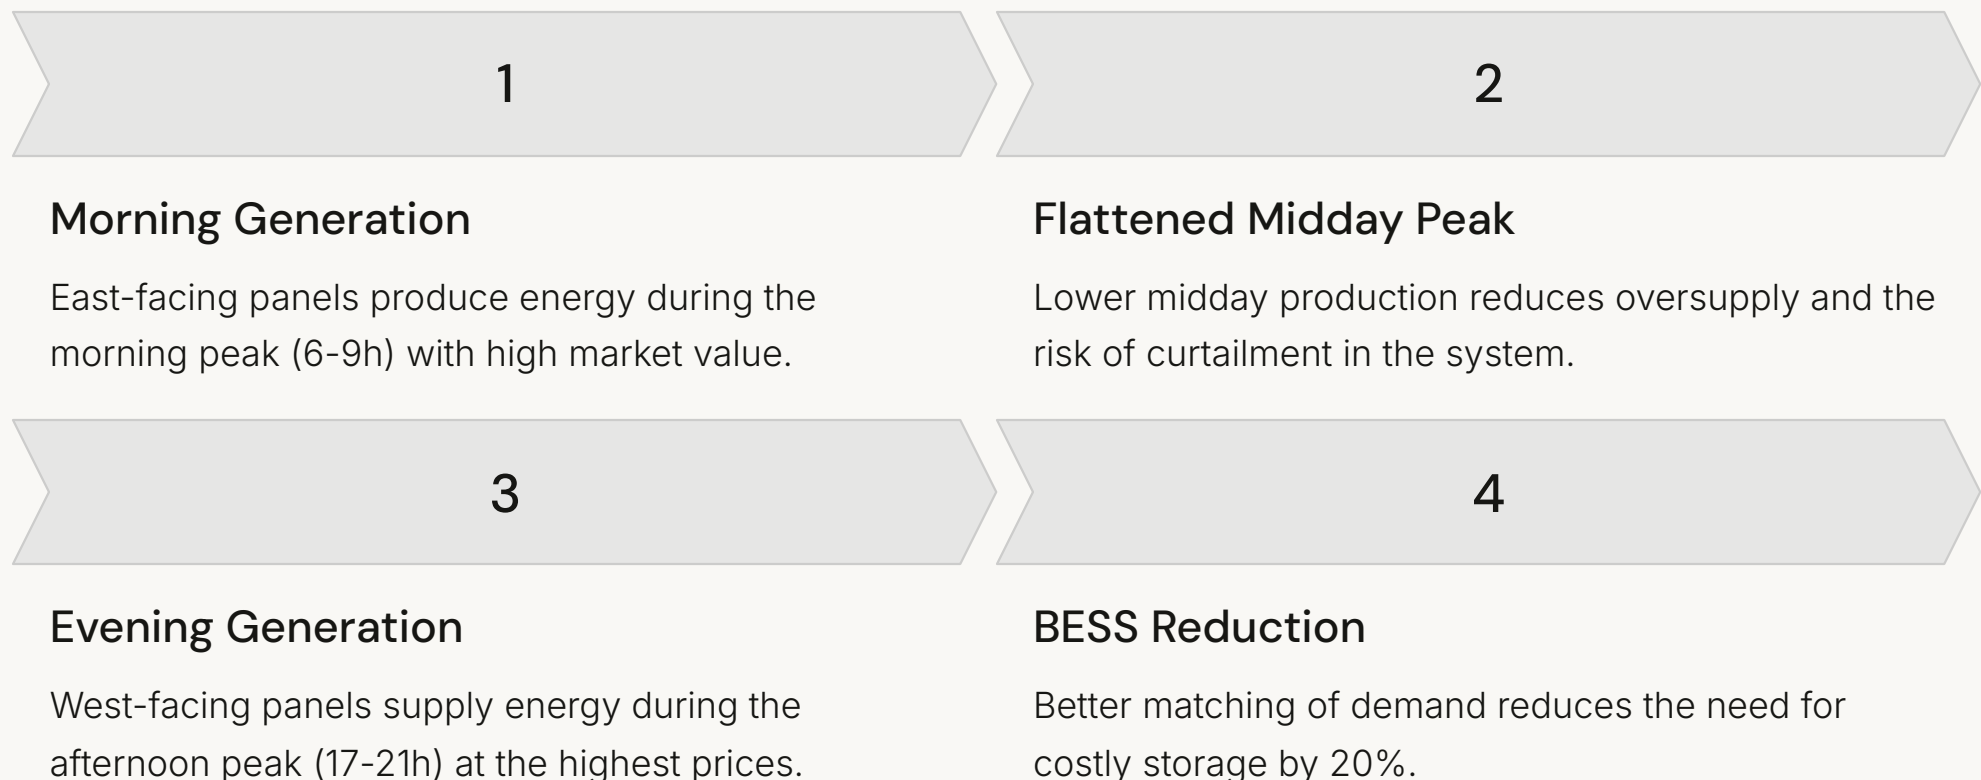 1
Morning Generation
East-facing panels produce energy during the
morning peak (6-9h) with high market value.
2
Flattened Midday Peak
Lower midday production reduces oversupply and the
risk of curtailment in the system.
3
Evening Generation
West-facing panels supply energy during the
afternoon peak (17-21h) at the highest prices.
4
BESS Reduction
Better matching of demand reduces the need for
costly storage by 20%.